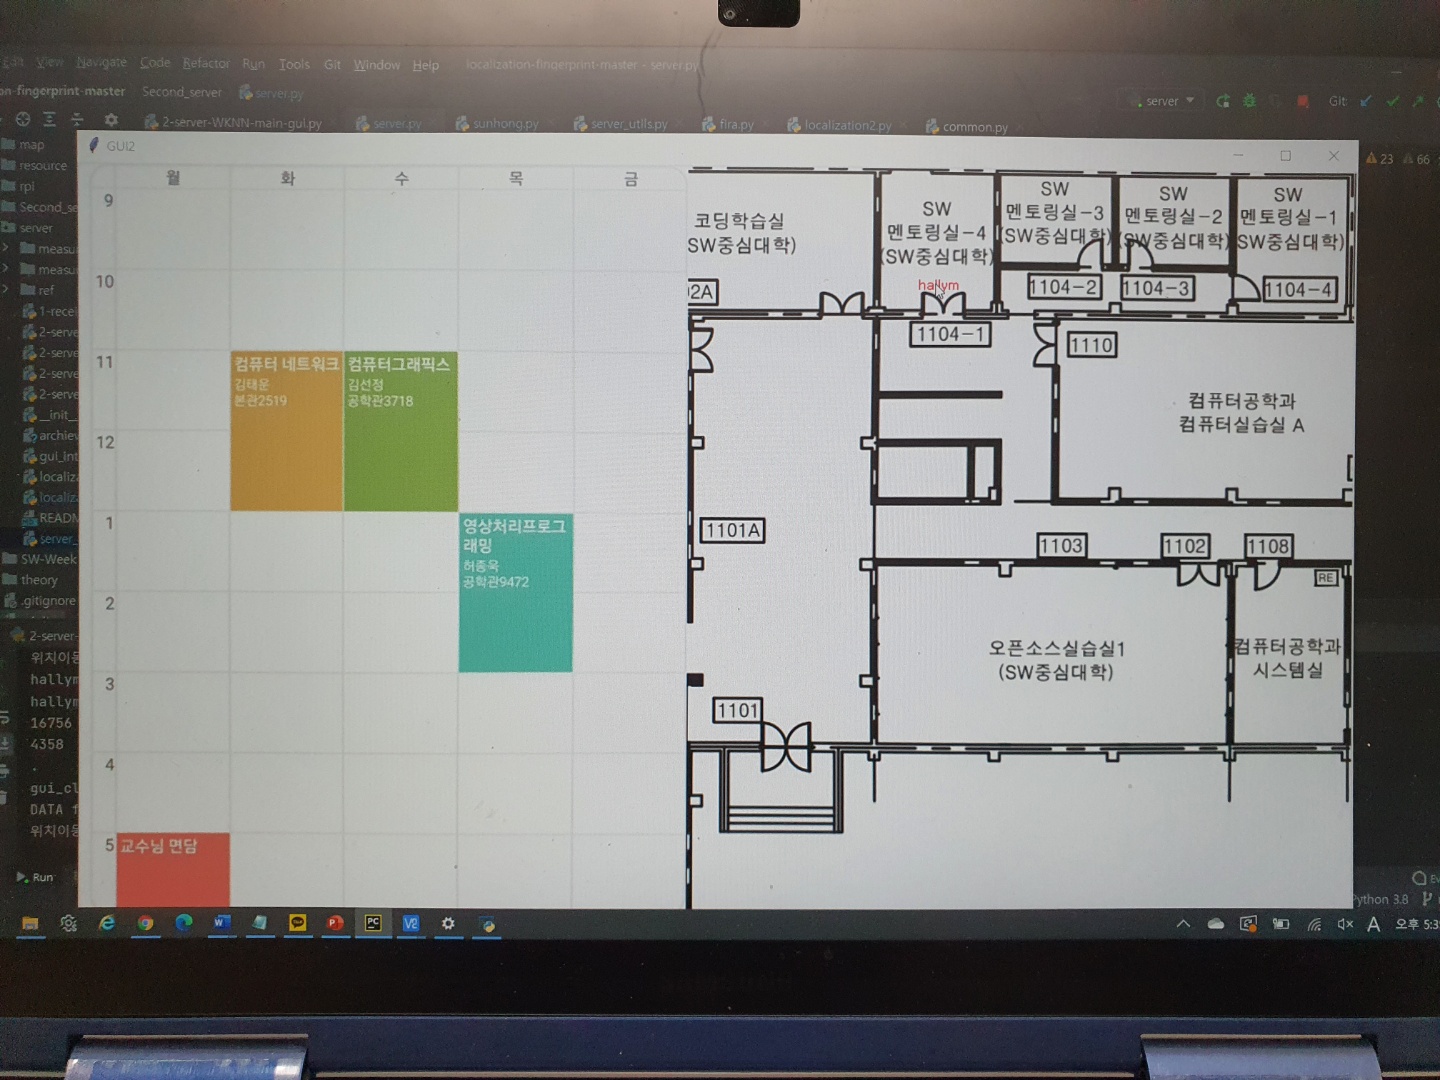 Edit View Navigate Code Refactor Run Tools Git Window Help localization-fingerprint-master - server.py
on-fingerprint-master Second_server server.py
server Git:
2-server-WKNN-main-gui.py server.py sunhong.py server_utils.py fira.py localization2.py common.py
map
resource
rpi
Second_se
server
measu
measu
ref
1-rece
2-serve
2-serve
2-serve
2-serve
__init__
archiev
gui_int
localiza
localiza
READM
server_
SW-Week
theory
.gitignore
2-server-
위치이동
hallym
hallym
16756
4358
.
gui_cl
DATA f
위치이동
Run
23 66
GUI2
월 화 수 목 금
9
10
11
12
1
2
3
4
5
컴퓨터 네트워크
김태운
본관2519
컴퓨터그래픽스
김선정
공학관3718
영상처리프로그
래밍
허종욱
공학관9472
교수님 면담
코딩학습실
SW중심대학)
02A
SW
멘토링실-4
(SW중심대학)
hallym
1104-1
SW
멘토링실-3
(SW중심대학)
1104-2
SW
멘토링실-2
(SW중심대학)
1104-3
SW
멘토링실-1
(SW중심대학)
1104-4
1110
컴퓨터공학과
컴퓨터실습실 A
1101A
1103
1102
1108
RE
오픈소스실습실1
(SW중심대학)
컴퓨터공학과
시스템실
1101
Python 3.8
A 오후 5:3